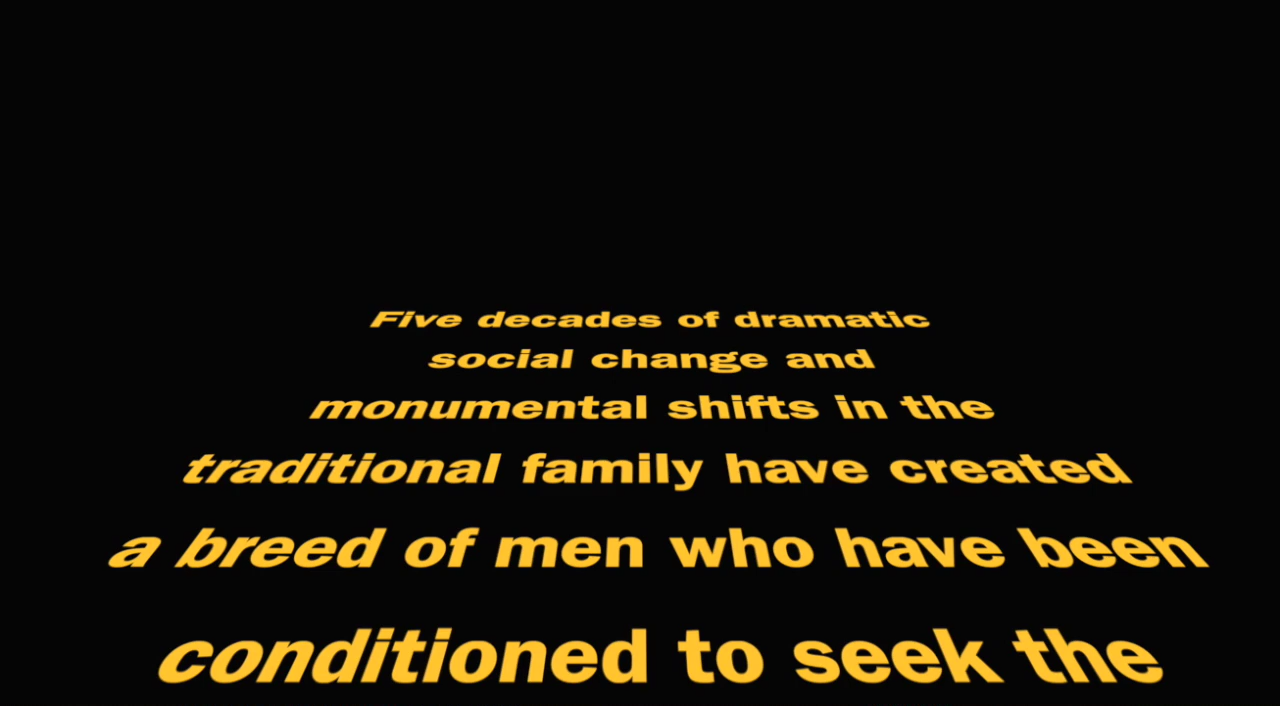 Five decades of dramatic
social change and
monumental shifts in the
traditional family have created
a breed of men who have been
conditioned to seek the